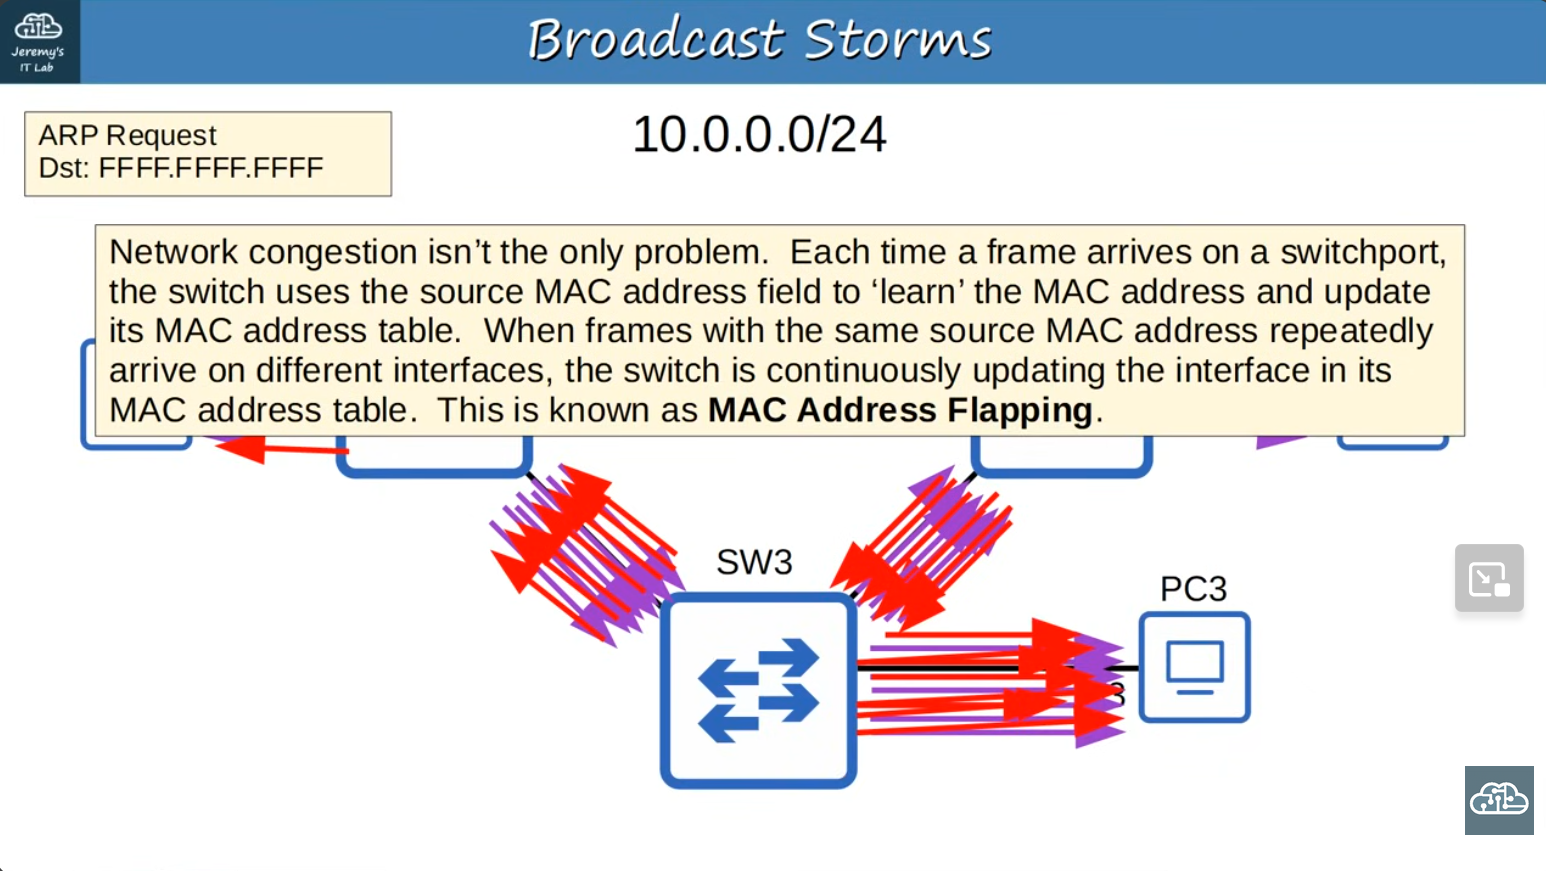 Jeremy's
IT Lab
Broadcast Storms
ARP Request
Dst: FFFF.FFFF.FFFF
10.0.0.0/24
Network congestion isn’t the only problem.  Each time a frame arrives on a switchport,
the switch uses the source MAC address field to ‘learn’ the MAC address and update
its MAC address table.  When frames with the same source MAC address repeatedly
arrive on different interfaces, the switch is continuously updating the interface in its
MAC address table.  This is known as MAC Address Flapping.
SW3
PC3